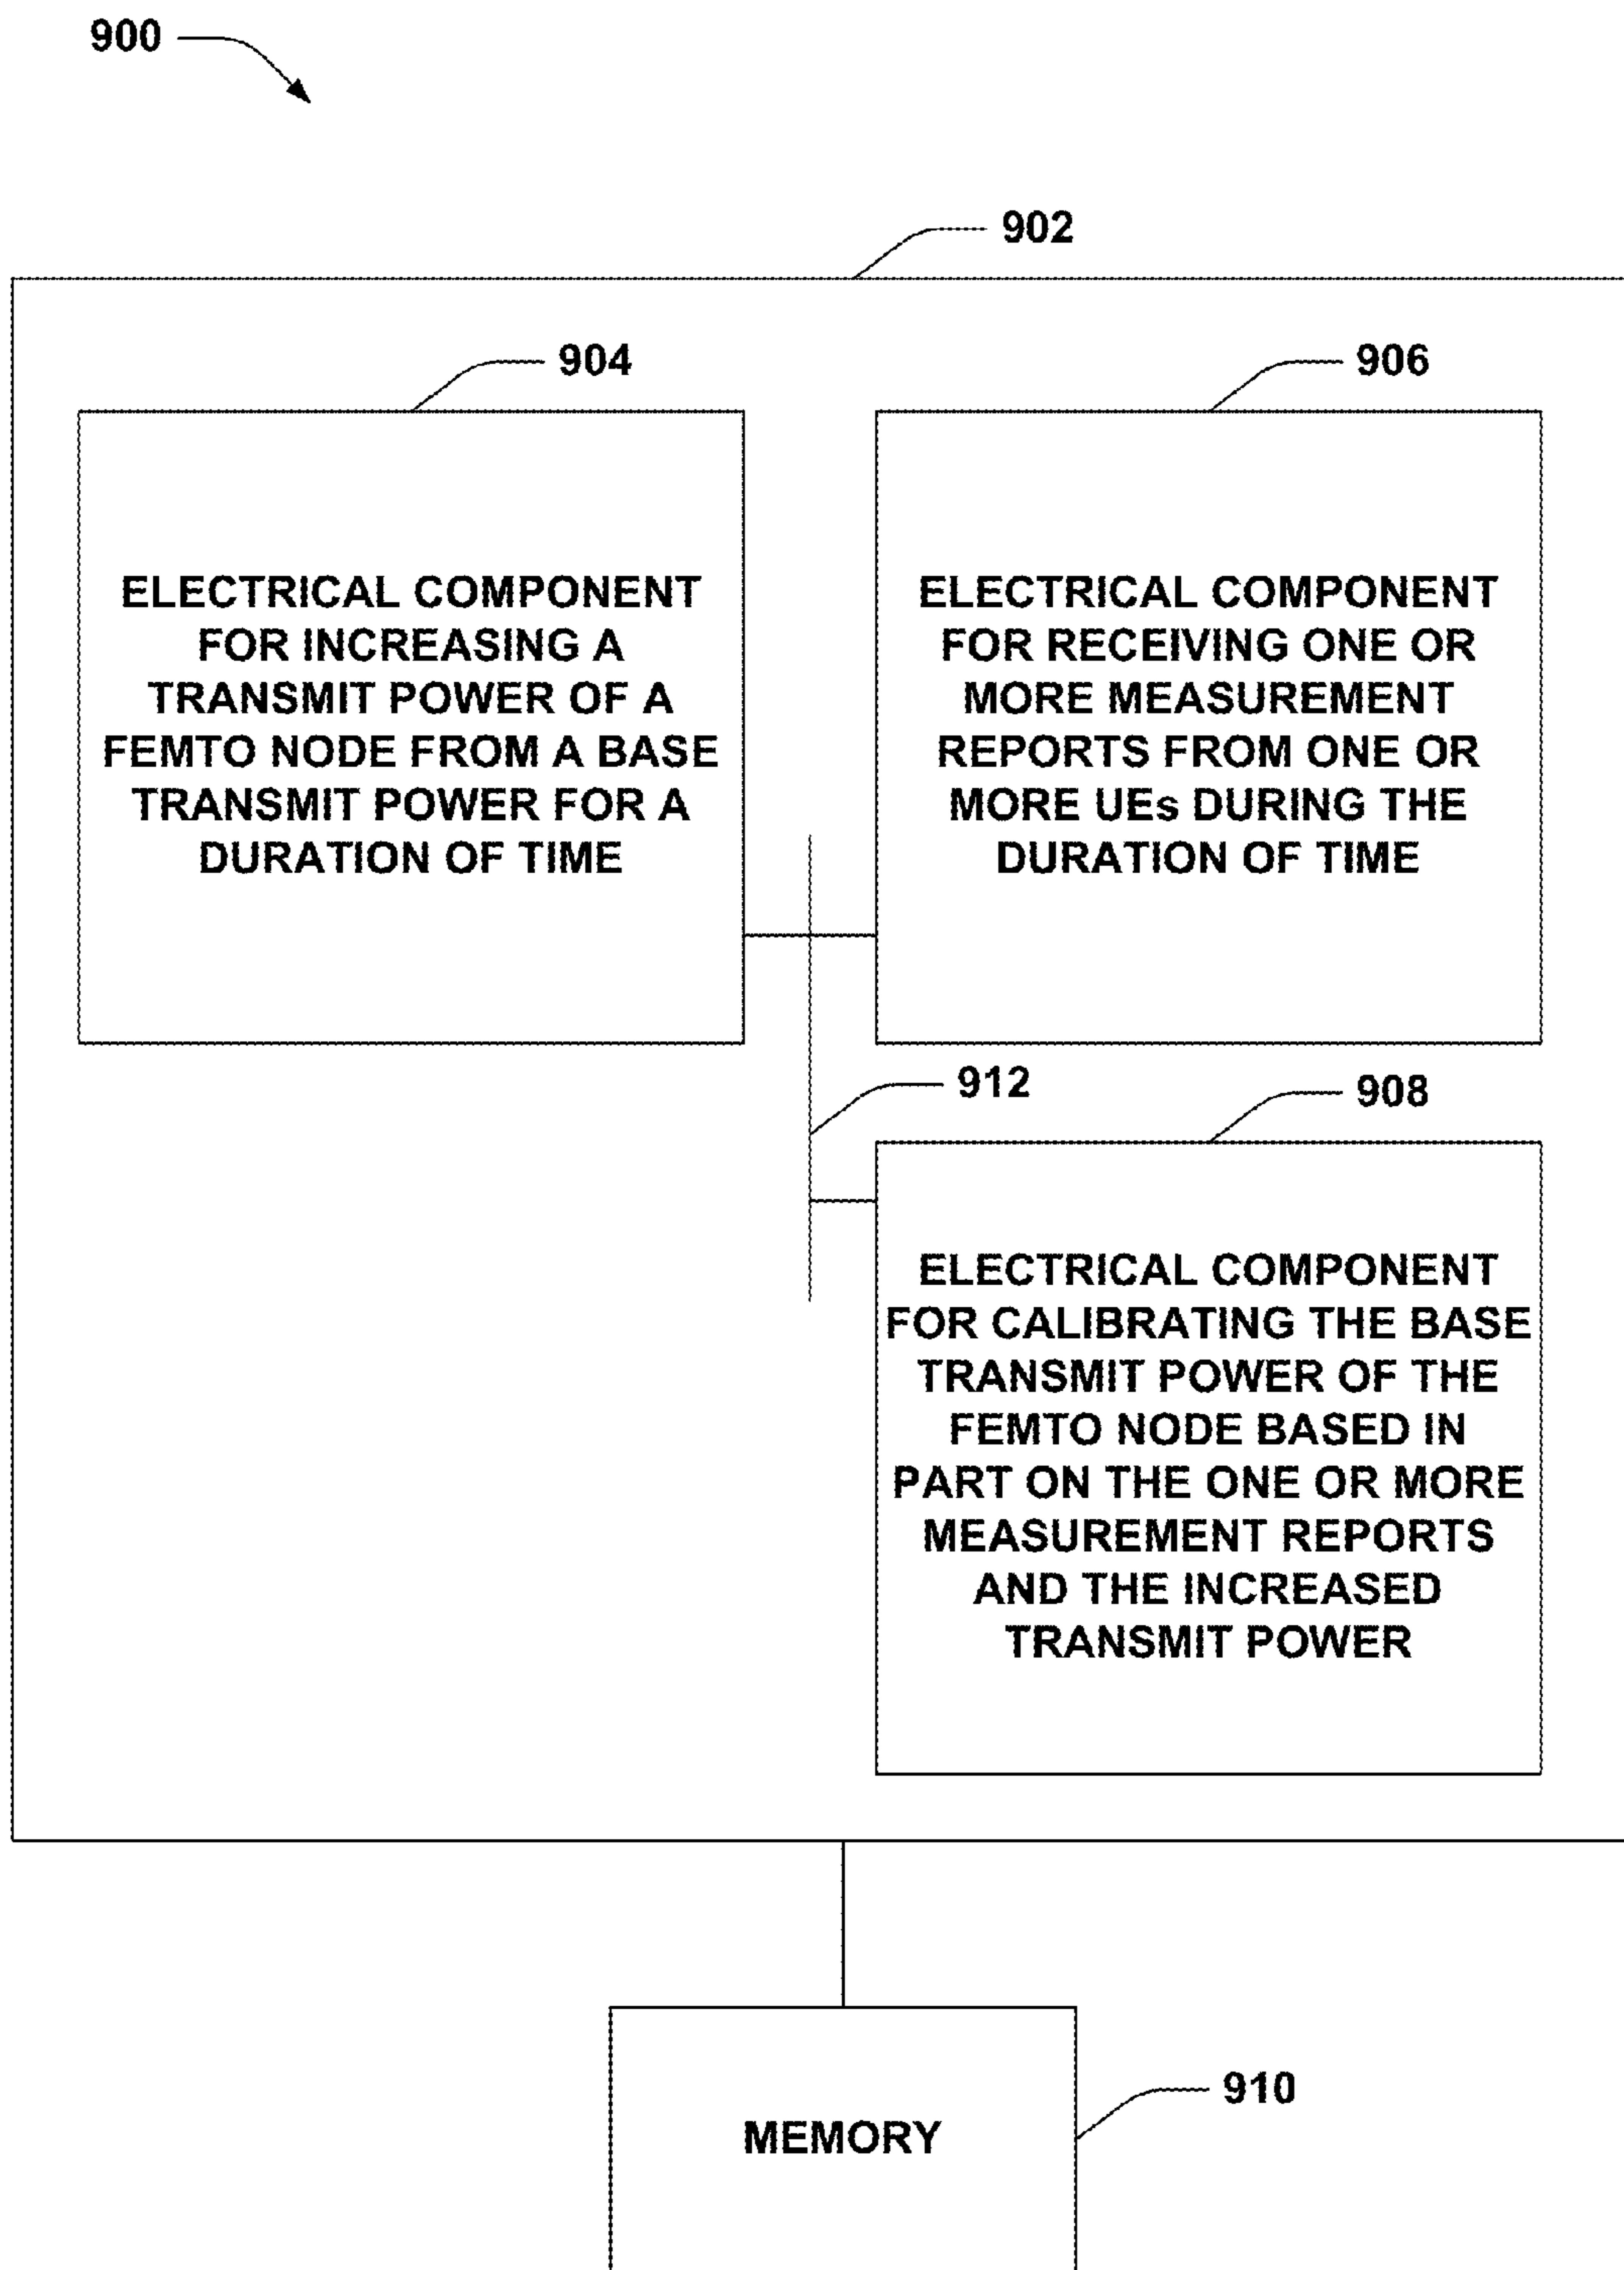 900
902
904
906
ELECTRICAL COMPONENT
FOR INCREASING A
TRANSMIT POWER OF A
FEMTO NODE FROM A BASE
TRANSMIT POWER FOR A
DURATION OF TIME
ELECTRICAL COMPONENT
FOR RECEIVING ONE OR
MORE MEASUREMENT
REPORTS FROM ONE OR
MORE UEs DURING THE
DURATION OF TIME
912
908
ELECTRICAL COMPONENT
FOR CALIBRATING THE BASE
TRANSMIT POWER OF THE
FEMTO NODE BASED IN
PART ON THE ONE OR MORE
MEASUREMENT REPORTS
AND THE INCREASED
TRANSMIT POWER
910
MEMORY